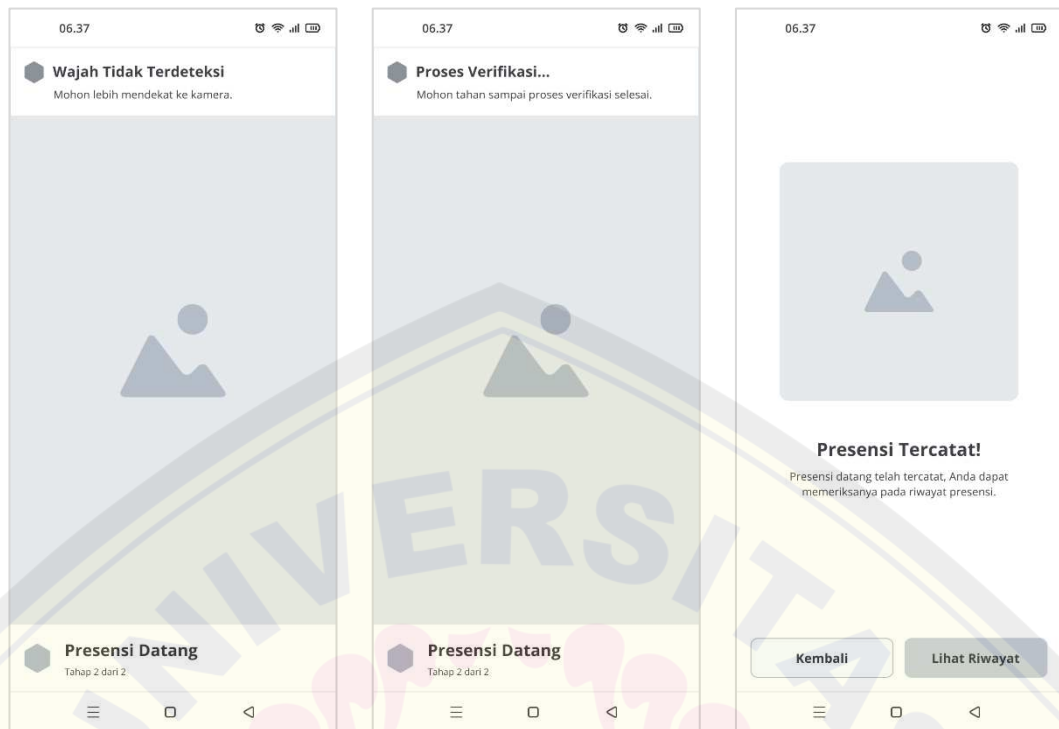 06.37
Wajah Tidak Terdeteksi
Mohon lebih mendekat ke kamera.
Presensi Datang
Tahap 2 dari 2
06.37
Proses Verifikasi...
Mohon tahan sampai proses verifikasi selesai.
Presensi Datang
Tahap 2 dari 2
06.37
Presensi Tercatat!
Presensi datang telah tercatat, Anda dapat
memeriksanya pada riwayat presensi.
Kembali
Lihat Riwayat
UNIVERSITA